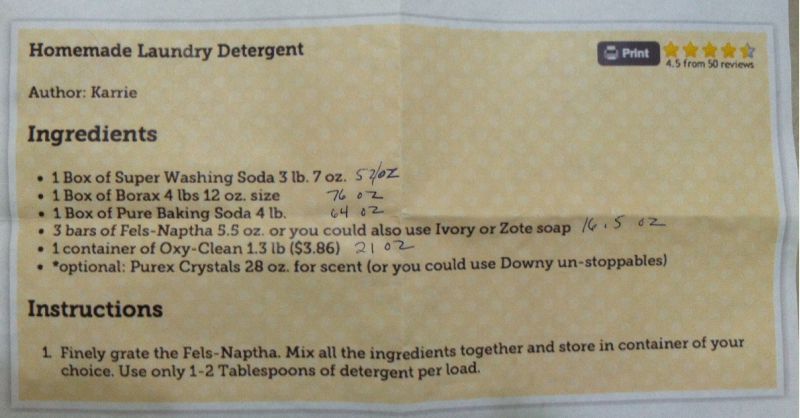 Homemade Laundry Detergent
Print
4.5 from 50 reviews
Author: Karrie
Ingredients
• 1 Box of Super Washing Soda 3 lb. 7 oz. 52/oz
• 1 Box of Borax 4 lbs 12 oz. size 76 oz
• 1 Box of Pure Baking Soda 4 lb. 64 oz
• 3 bars of Fels-Naptha 5.5 oz. or you could also use Ivory or Zote soap 16.5 oz
• 1 container of Oxy-Clean 1.3 lb ($3.86) 21 oz
• *optional: Purex Crystals 28 oz. for scent (or you could use Downy un-stoppables)
Instructions
1. Finely grate the Fels-Naptha. Mix all the ingredients together and store in container of your
choice. Use only 1-2 Tablespoons of detergent per load.